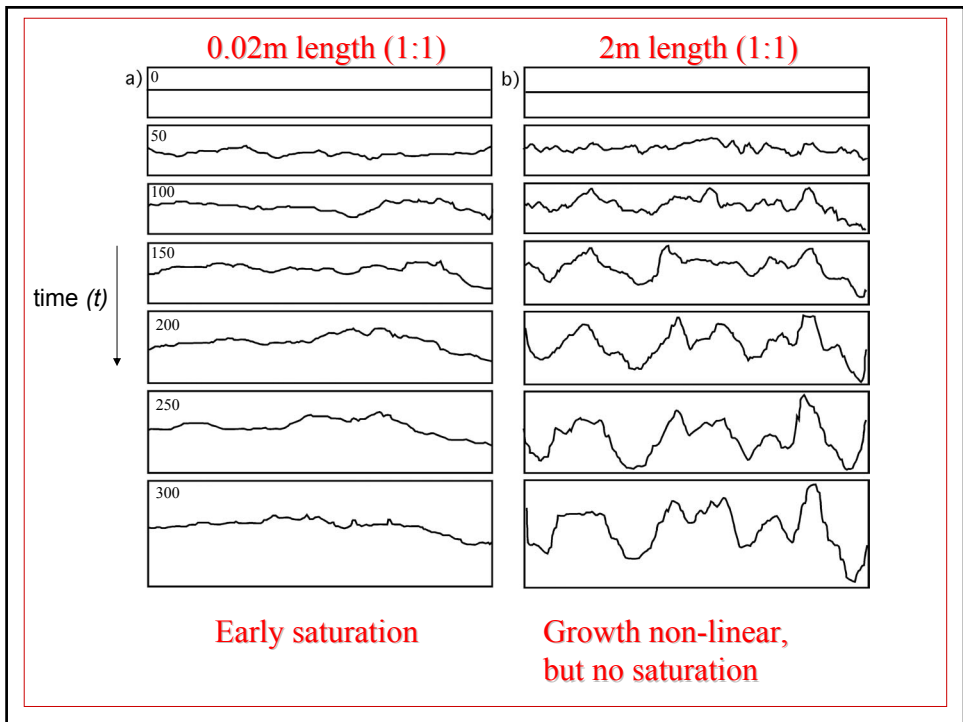 0.02m length (1:1)
2m length (1:1)
a)
0
b)
50
100
150
time (t)
200
250
300
Early saturation
Growth non-linear,
but no saturation